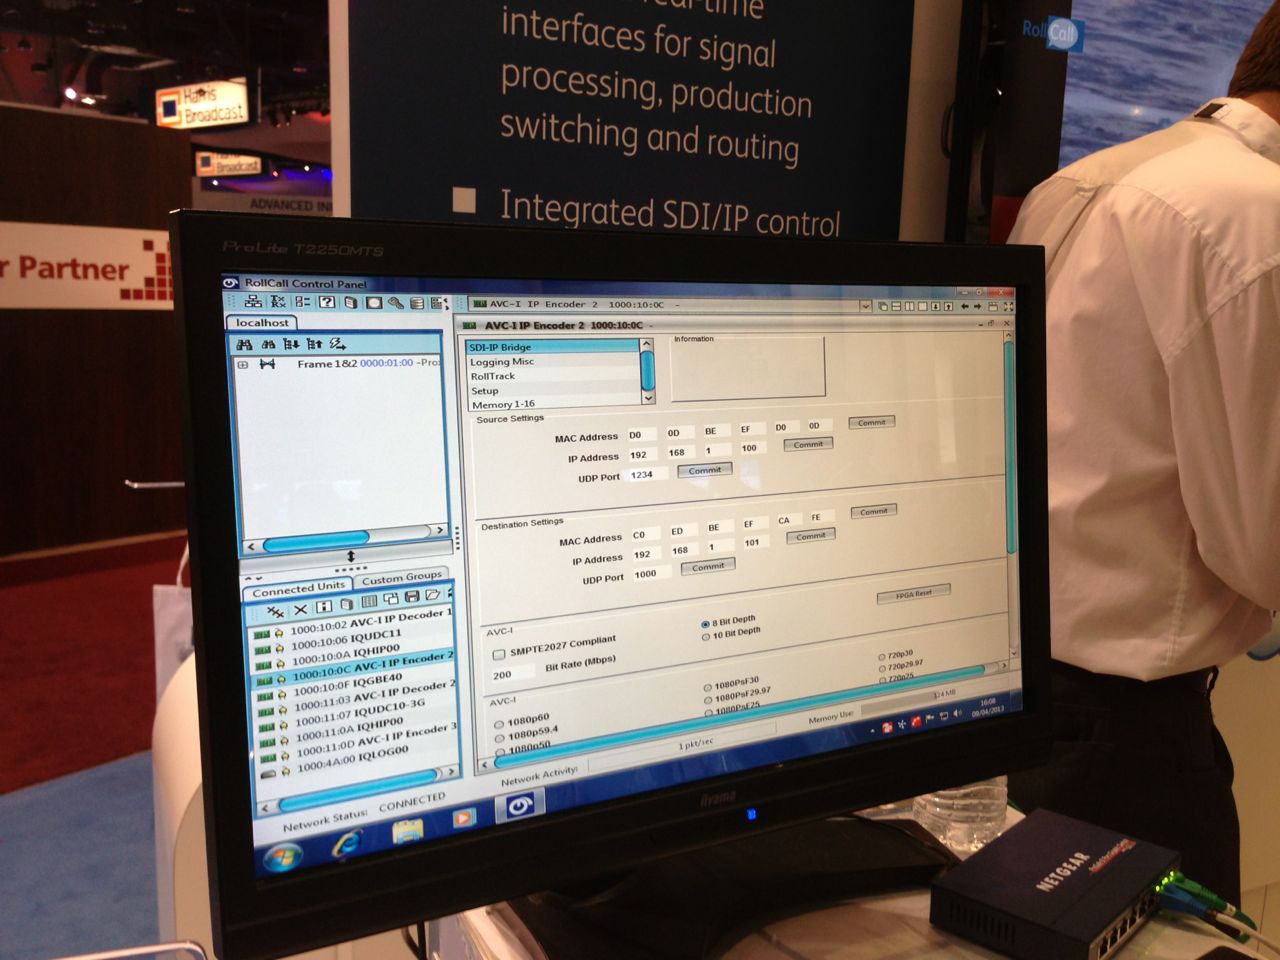 real-time
interfaces for signal
processing, production
switching and routing
Integrated SDI/IP control
RollCall
Harris
Broadcast
Broadcast
ADVANCED
r Partner
ProLite T2250MTS
RollCall Control Panel
localhost
Frame 1&2 0000:01:00 -Pro
AVC-I IP Encoder 2 1000:10:0C -
AVC-I IP Encoder 2 1000:10:0C -
SDI-IP Bridge
Logging Misc
RollTrack
Setup
Memory 1-16
Information
Source Settings
MAC Address D0 0D BE EF D0 0D Commit
IP Address 192 168 1 100 Commit
UDP Port 1234 Commit
Destination Settings
MAC Address C0 ED BE EF CA FE Commit
IP Address 192 168 1 101 Commit
UDP Port 1000 Commit
FPGA Reset
AVC-I
SMPTE2027 Compliant
8 Bit Depth
10 Bit Depth
200 Bit Rate (Mbps)
AVC-I
1080p60
1080p59.4
1080p50
1080PsF30
1080PsF29.97
1080PsF25
720p30
720p29.97
720p25
Connected Units
Custom Groups
1000:10:02 AVC-I IP Decoder 1
1000:10:06 IQUDC11
1000:10:0A IQHIP00
1000:10:0C AVC-I IP Encoder 2
1000:10:0F IQGBE40
1000:11:03 AVC-I IP Decoder 2
1000:11:07 IQUDC10-3G
1000:11:0A IQHIP00
1000:11:0D AVC-I IP Encoder 3
1000:4A:00 IQLOG00
Network Status: CONNECTED
Network Activity: 1 pkt/sec
Memory Use:
16:08
09/04/2013
iiyama
NETGEAR